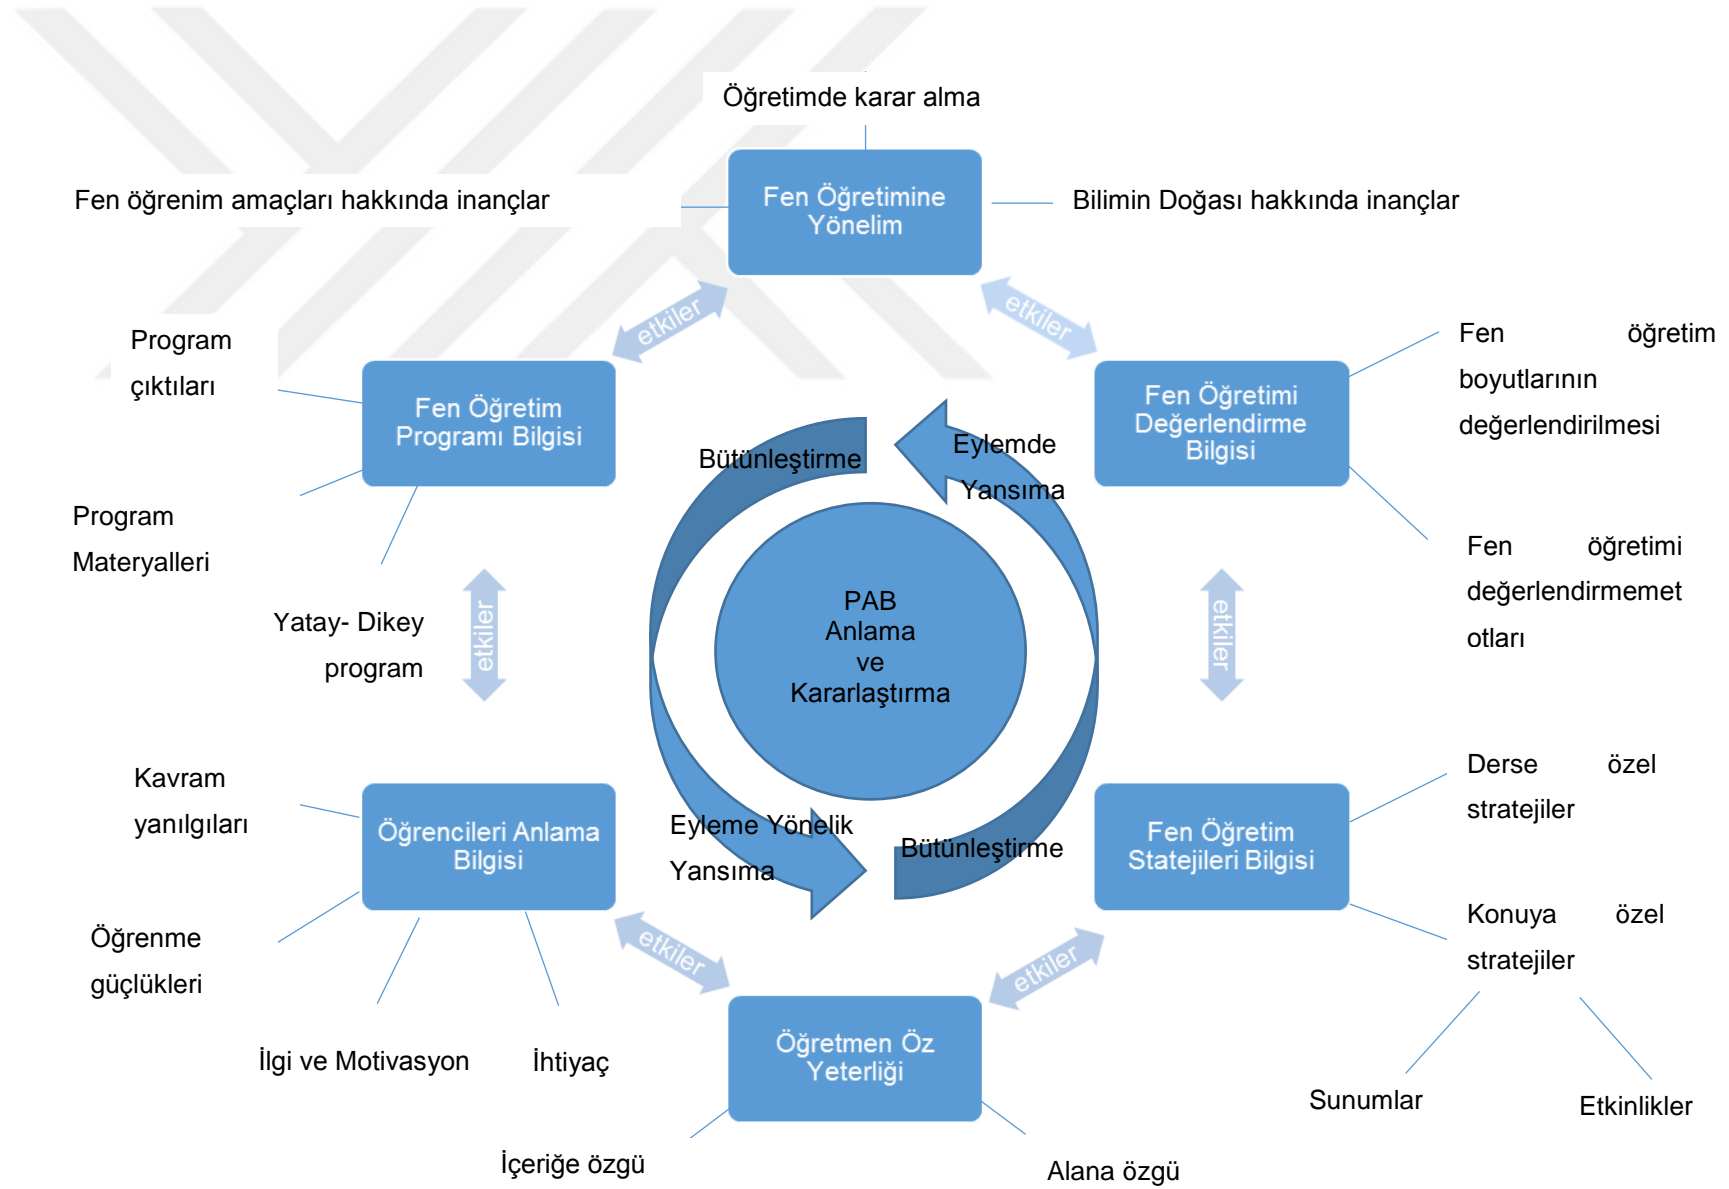 Öğretimde karar alma
Fen öğrenim amaçları hakkında inançlar
Fen Öğretimine
Yönelim
Bilimin Doğası hakkında inançlar
etkiler
etkiler
Program
çıktıları
Fen Öğretim
Programı Bilgisi
Program
Materyalleri
Yatay- Dikey
program
Fen Öğretimi
Değerlendirme
Bilgisi
Fen öğretim
boyutlarının
değerlendirilmesi
Fen öğretimi
değerlendirmemet
otları
Bütünleştirme
Eylemde
Yansıma
PAB
Anlama
ve
Kararlaştırma
Eyleme Yönelik
Yansıma
Bütünleştirme
etkiler
etkiler
Kavram
yanılgıları
Öğrencileri Anlama
Bilgisi
Öğrenme
güçlükleri
İlgi ve Motivasyon
İhtiyaç
Fen Öğretim
Statejileri Bilgisi
Derse özel
stratejiler
Konuya özel
stratejiler
Sunumlar
Etkinlikler
etkiler
etkiler
Öğretmen Öz
Yeterliği
İçeriğe özgü
Alana özgü